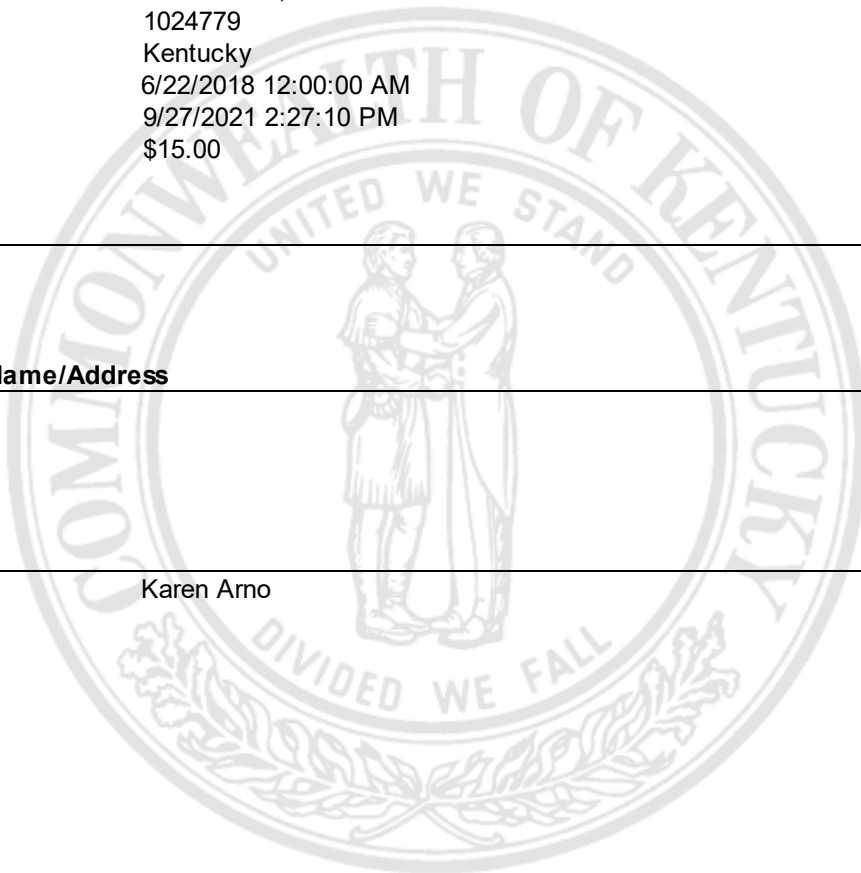 1024779
Kentucky
6/22/2018 12:00:00 AM
9/27/2021 2:27:10 PM
$15.00
COMMONWEALTH OF KENTUCKY
UNITED WE STAND
Name/Address
Karen Arno
DIVIDED WE FALL